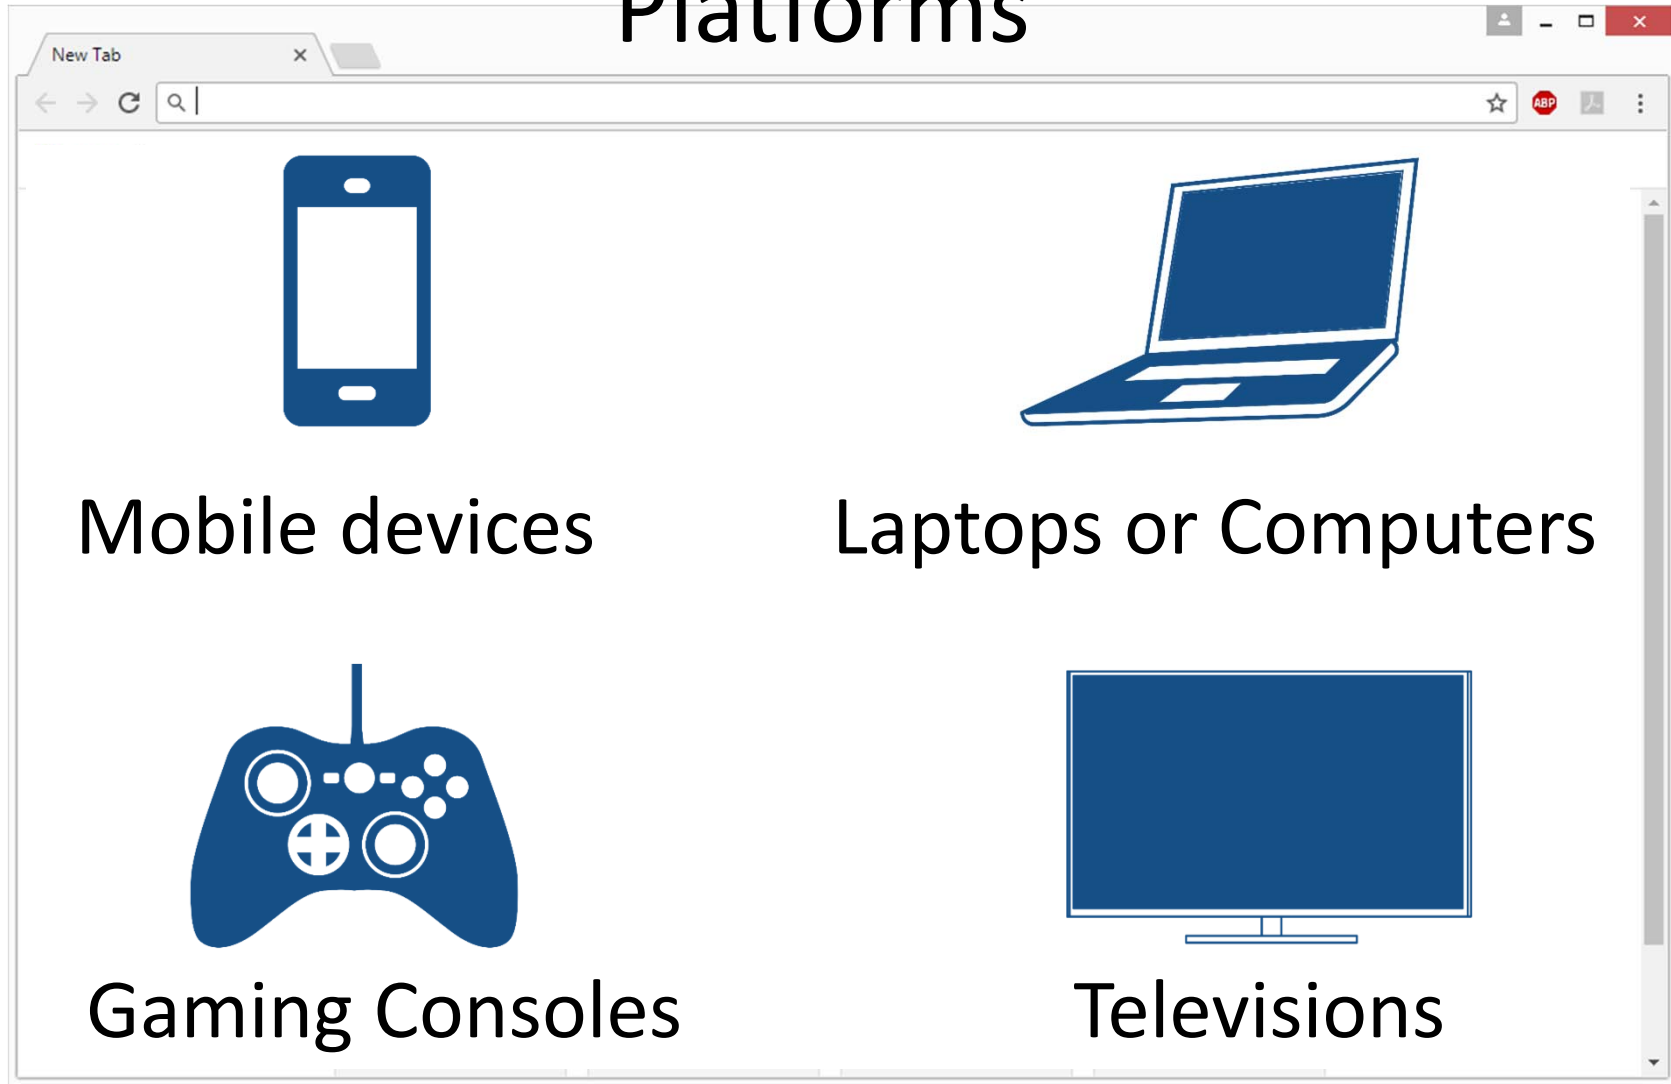 Platforms
New Tab
ABP
Mobile devices
Laptops or Computers
Gaming Consoles
Televisions